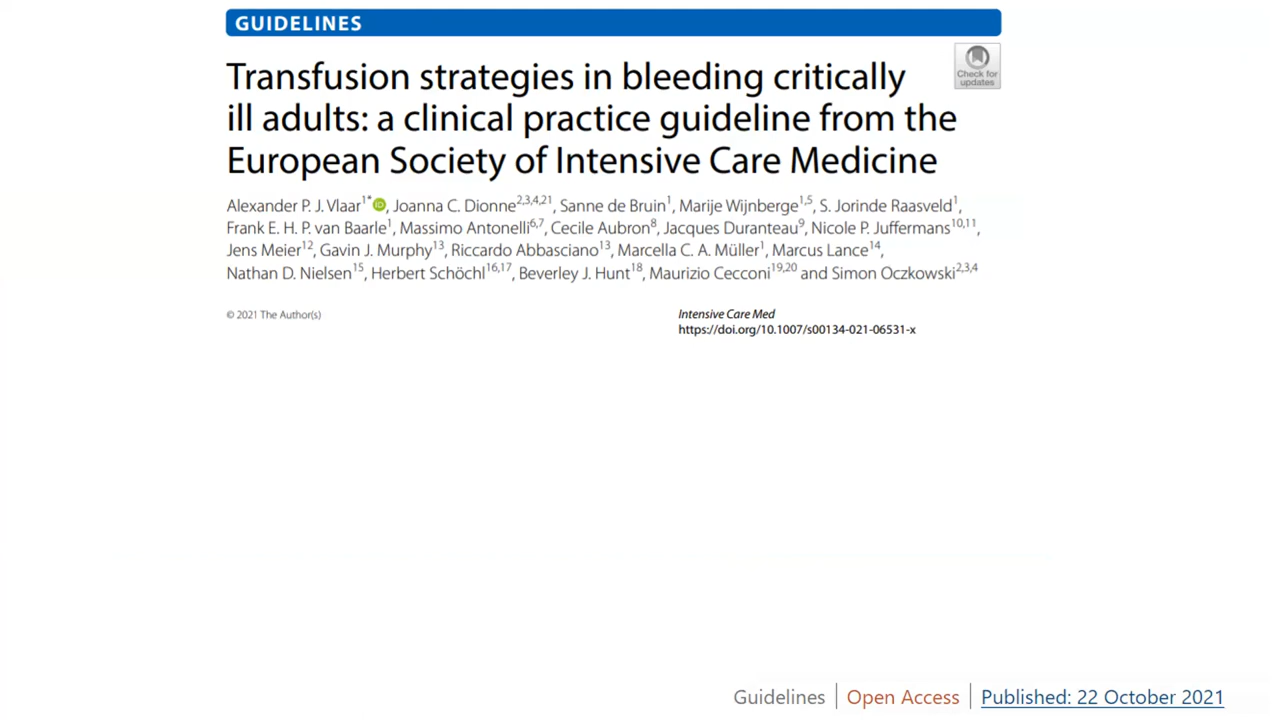 GUIDELINES
Check for
updates
Transfusion strategies in bleeding critically
ill adults: a clinical practice guideline from the
European Society of Intensive Care Medicine
Alexander P. J. Vlaar1* iD, Joanna C. Dionne2,3,4,21, Sanne de Bruin1, Marije Wijnberge1,5, S. Jorinde Raasveld1,
Frank E. H. P. van Baarle1, Massimo Antonelli6,7, Cecile Aubron8, Jacques Duranteau9, Nicole P. Juffermans10,11,
Jens Meier12, Gavin J. Murphy13, Riccardo Abbasciano13, Marcella C. A. Müller1, Marcus Lance14,
Nathan D. Nielsen15, Herbert Schöchl16,17, Beverley J. Hunt18, Maurizio Cecconi19,20 and Simon Oczkowski2,3,4
© 2021 The Author(s)
Intensive Care Med
https://doi.org/10.1007/s00134-021-06531-x
Guidelines | Open Access | Published: 22 October 2021